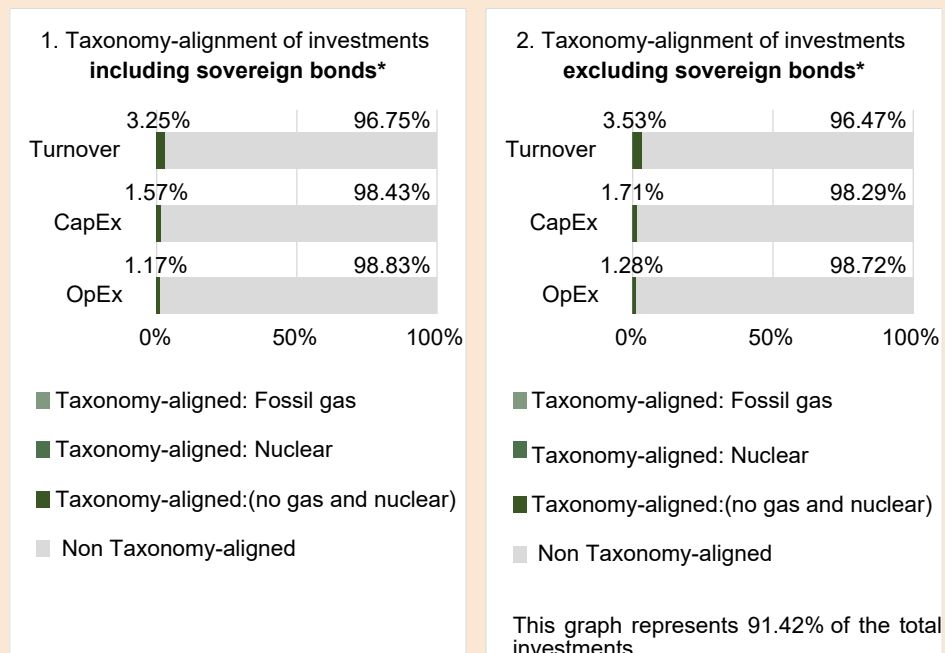 1. Taxonomy-alignment of investments
including sovereign bonds*
3.25% 96.75%
Turnover
1.57% 98.43%
CapEx
1.17% 98.83%
OpEx
0% 50% 100%
Taxonomy-aligned: Fossil gas
Taxonomy-aligned: Nuclear
Taxonomy-aligned:(no gas and nuclear)
Non Taxonomy-aligned
2. Taxonomy-alignment of investments
excluding sovereign bonds*
3.53% 96.47%
Turnover
1.71% 98.29%
CapEx
1.28% 98.72%
OpEx
0% 50% 100%
Taxonomy-aligned: Fossil gas
Taxonomy-aligned: Nuclear
Taxonomy-aligned:(no gas and nuclear)
Non Taxonomy-aligned
This graph represents 91.42% of the total
investments